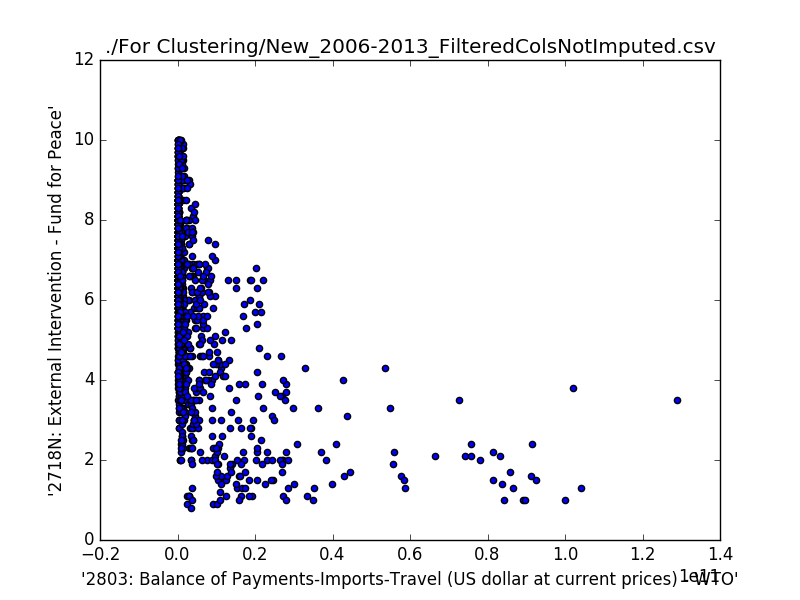 ./For Clustering/New_2006-2013_FilteredColsNotImputed.csv
'2718N: External Intervention - Fund for Peace'
12
10
8
6
4
2
0
−0.2 0.0 0.2 0.4 0.6 0.8 1.0 1.2 1.4
1e11
'2803: Balance of Payments-Imports-Travel (US dollar at current prices) - WTO'